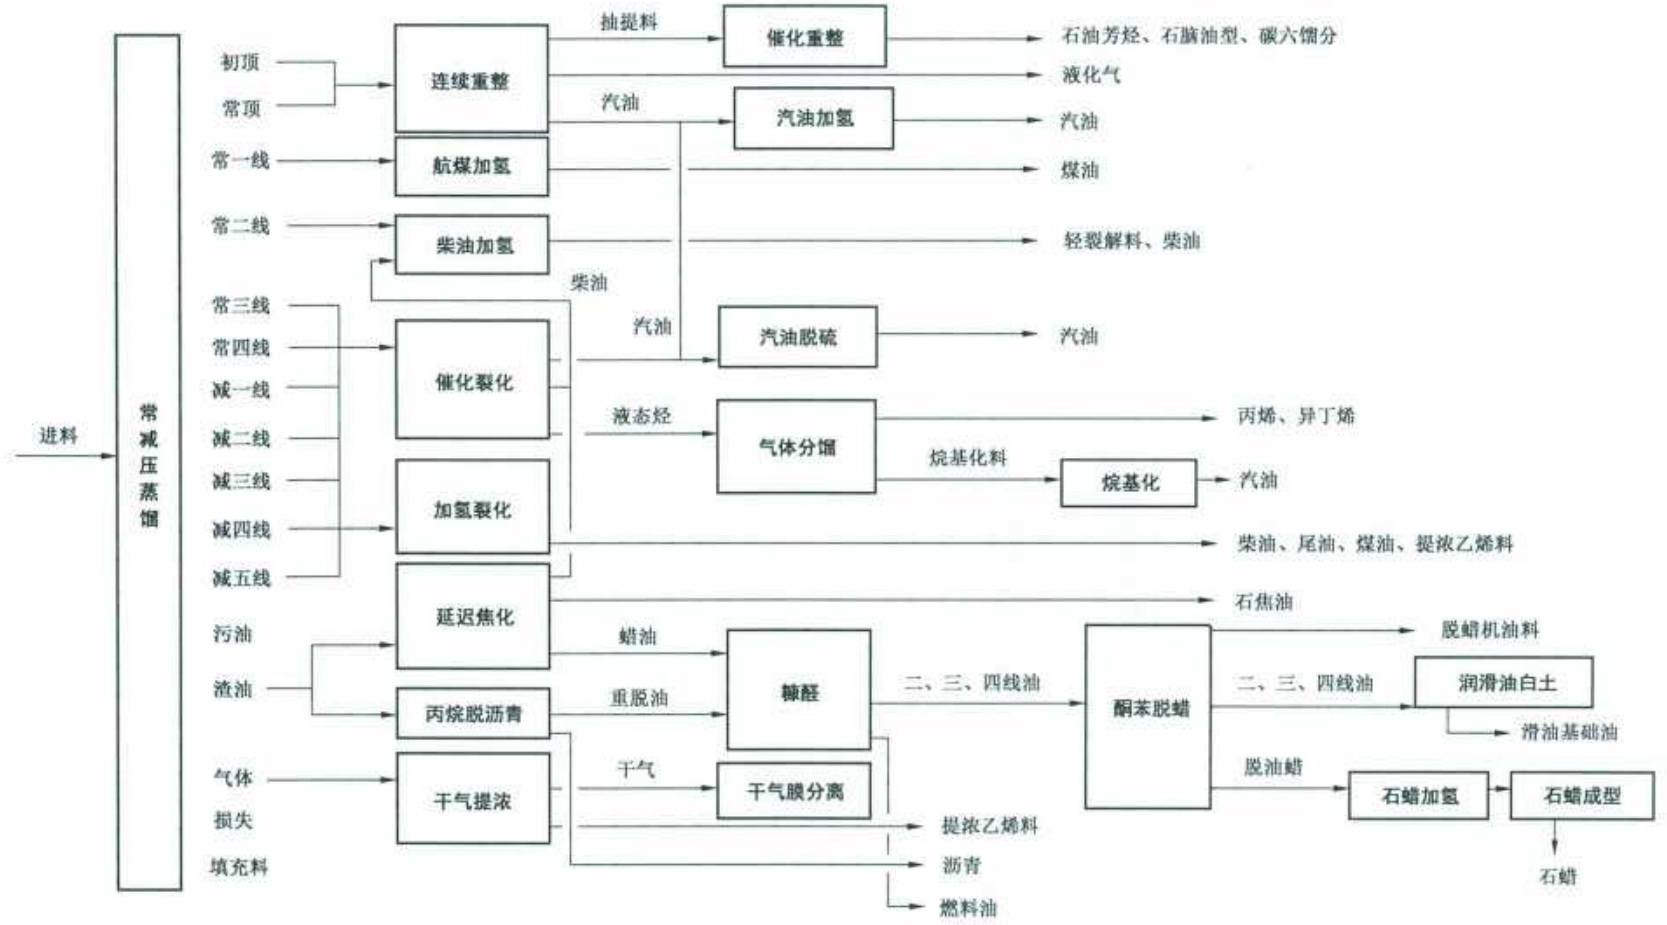 进料
常减压蒸馏
初顶
常顶
常一线
常二线
常三线
常四线
减一线
减二线
减三线
减四线
减五线
污油
渣油
气体
损失
填充料
连续重整
航煤加氢
柴油加氢
催化裂化
加氢裂化
延迟焦化
丙烷脱沥青
干气提浓
抽提料
催化重整
石油芳烃、石脑油型、碳六馏分
液化气
汽油
汽油加氢
汽油
煤油
轻裂解料、柴油
柴油
汽油
汽油脱硫
汽油
液态烃
气体分馏
丙烯、异丁烯
烷基化料
烷基化
汽油
柴油、尾油、煤油、提浓乙烯料
石焦油
蜡油
重脱油
糠醛
二、三、四线油
酮苯脱蜡
脱蜡机油料
二、三、四线油
润滑油白土
滑油基础油
脱油蜡
石蜡加氢
石蜡成型
石蜡
干气
干气膜分离
提浓乙烯料
沥青
燃料油